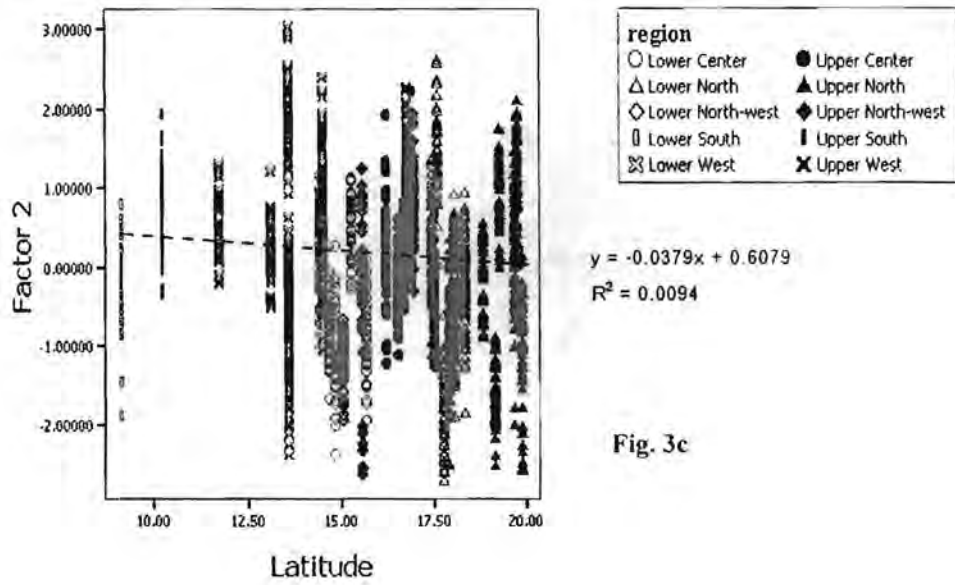 3.00000
2.00000
1.00000
0.00000
-1.00000
-2.00000
Factor 2
10.00
12.50
15.00
17.50
20.00
Latitude
region
Lower Center
Upper Center
Lower North
Upper North
Lower North-west
Upper North-west
Lower South
Upper South
Lower West
Upper West
y = -0.0379x + 0.6079
R² = 0.0094
Fig. 3c